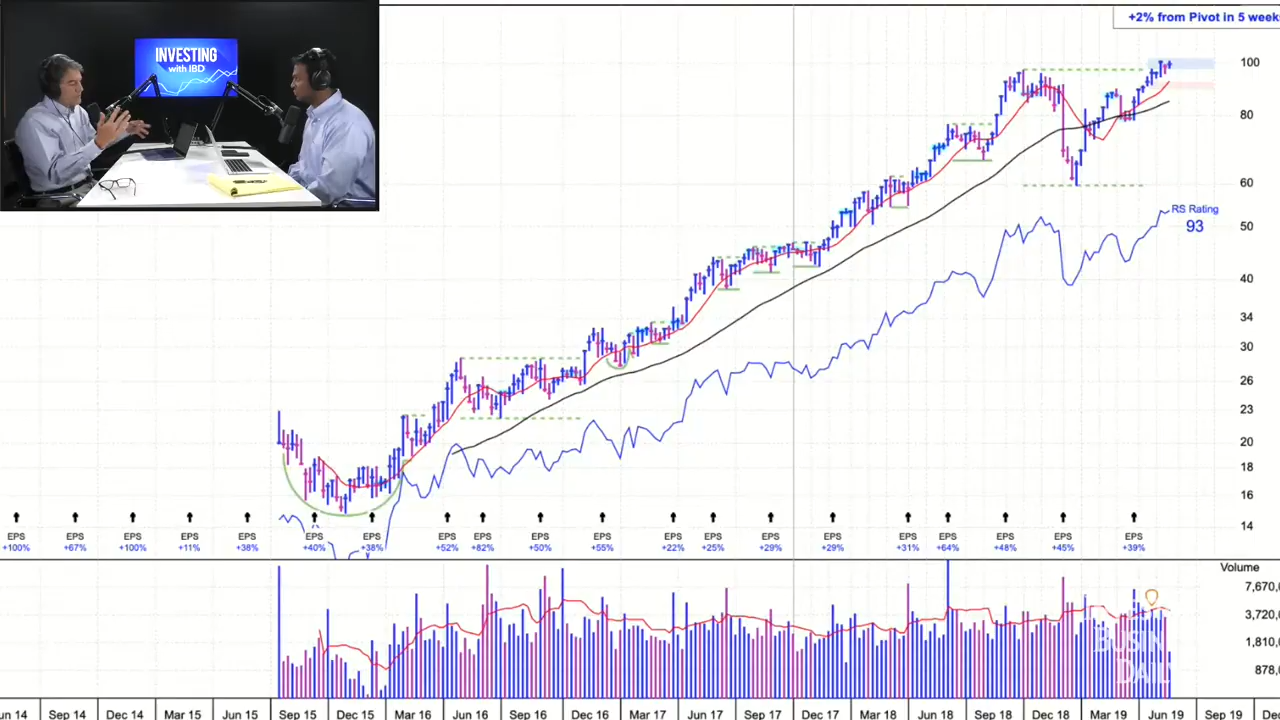 INVESTING
with IBD
+2% from Pivot in 5 week
100
80
60
50
40
34
30
26
23
20
18
16
14
RS Rating
93
EPS EPS EPS EPS EPS EPS EPS EPS EPS EPS EPS EPS EPS EPS EPS EPS EPS EPS EPS EPS
+100% +67% +100% +11% +38% +40% +38% +52% +82% +50% +55% +22% +25% +29% +29% +31% +64% +48% +45% +39%
Volume
7,670,
3,720,
1,810,
878,
BUSIN
DAIL
un 14 Sep 14 Dec 14 Mar 15 Jun 15 Sep 15 Dec 15 Mar 16 Jun 16 Sep 16 Dec 16 Mar 17 Jun 17 Sep 17 Dec 17 Mar 18 Jun 18 Sep 18 Dec 18 Mar 19 Jun 19 Sep 19 De